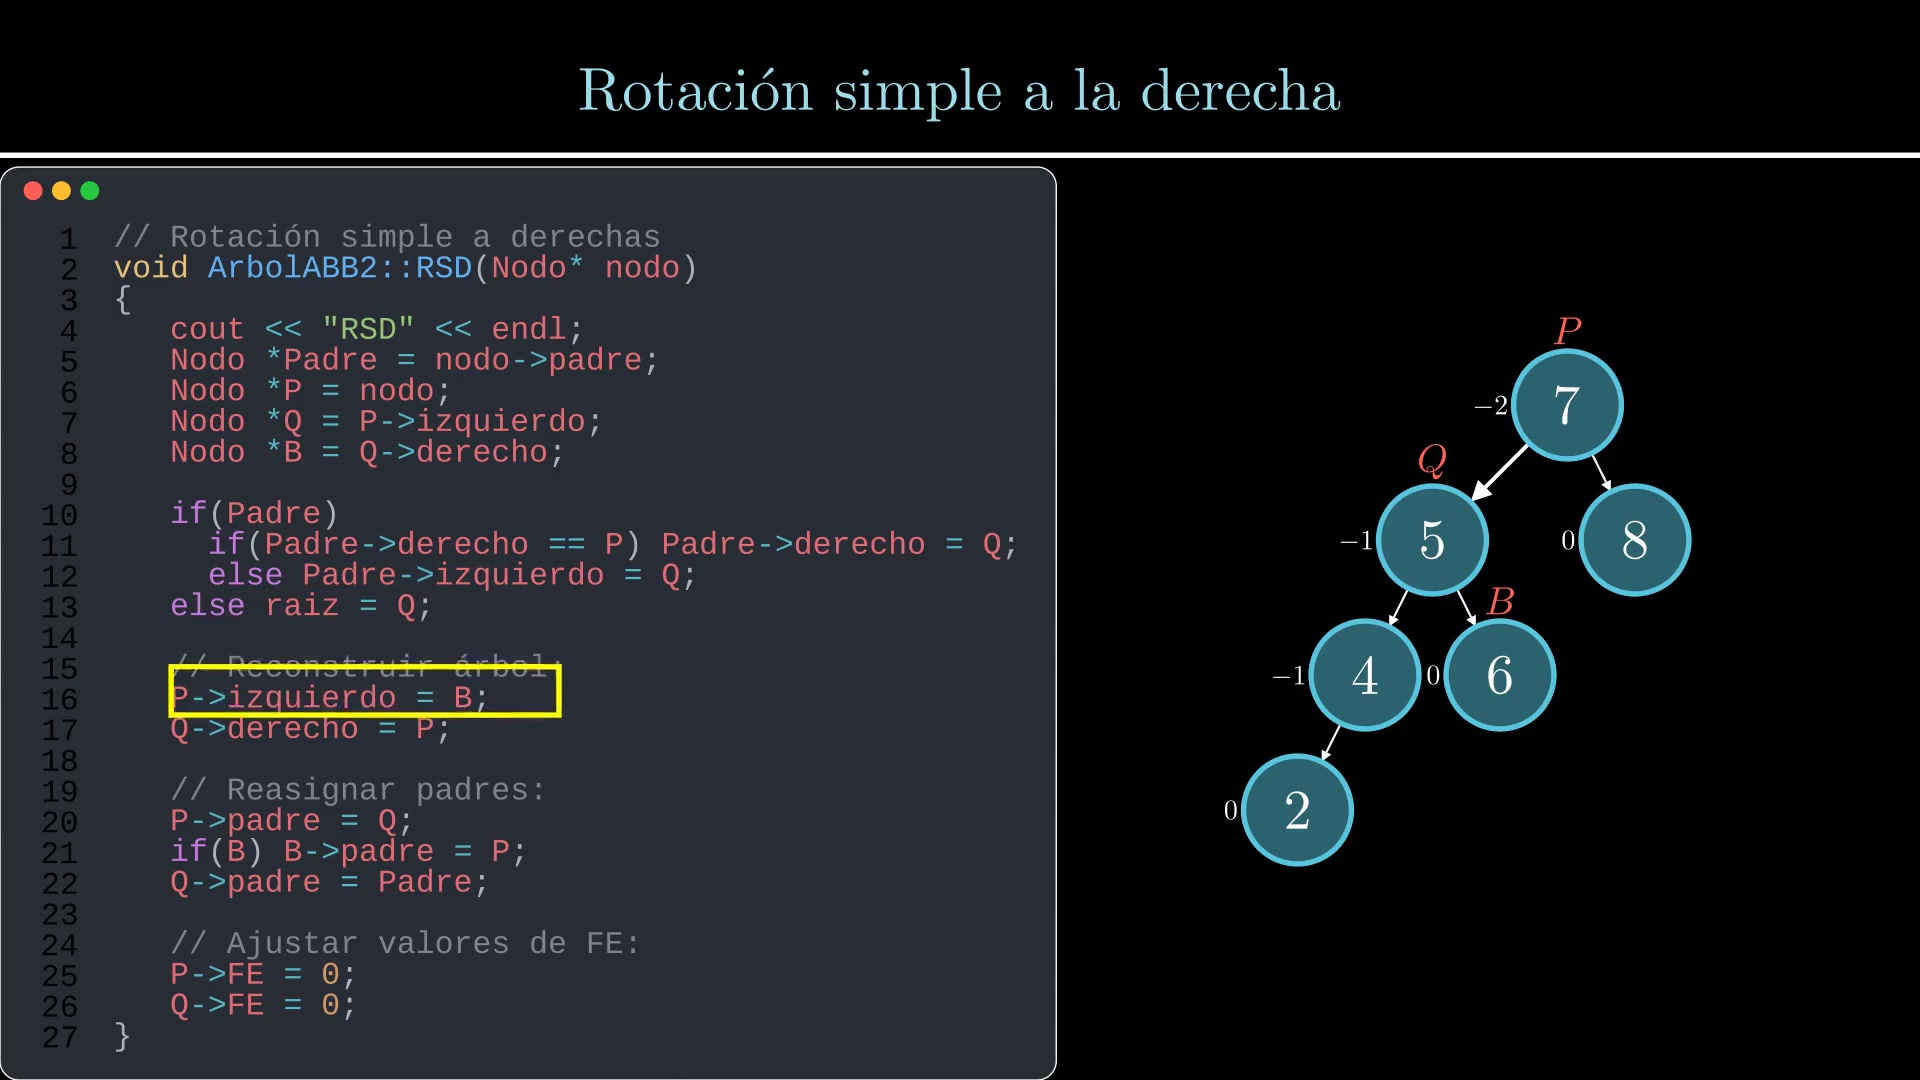 Rotación simple a la derecha
1 // Rotación simple a derechas
2 void ArbolABB2::RSD(Nodo* nodo)
3 {
4 cout << "RSD" << endl;
5 Nodo *Padre = nodo->padre;
6 Nodo *P = nodo;
7 Nodo *Q = P->izquierdo;
8 Nodo *B = Q->derecho;
9
10 if(Padre)
11 if(Padre->derecho == P) Padre->derecho = Q;
12 else Padre->izquierdo = Q;
13 else raiz = Q;
14
15 // Reconstruir árbol:
16 P->izquierdo = B;
17 Q->derecho = P;
18
19 // Reasignar padres:
20 P->padre = Q;
21 if(B) B->padre = P;
22 Q->padre = Padre;
23
24 // Ajustar valores de FE:
25 P->FE = 0;
26 Q->FE = 0;
27 }
P
−2 7
Q
−1 5 0 8
B
−1 4 0 6
0 2